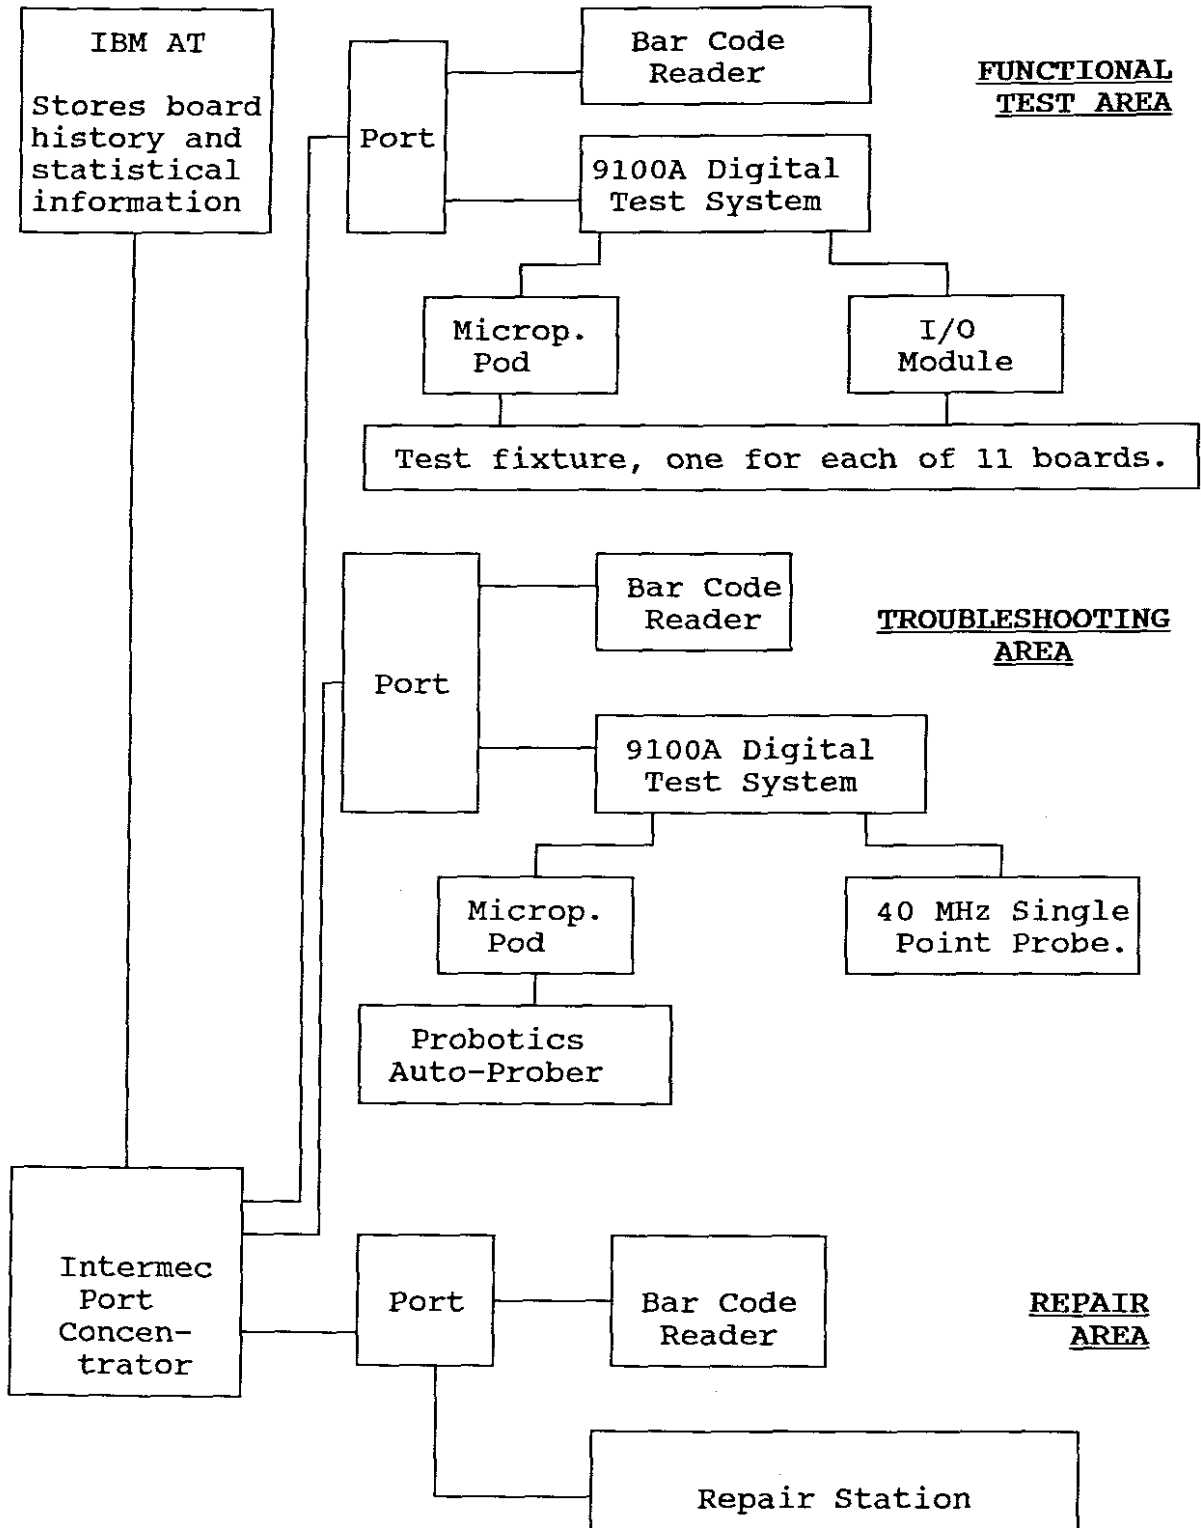 IBM AT
Stores board
history and
statistical
information
Port
Bar Code
Reader
FUNCTIONAL
TEST AREA
9100A Digital
Test System
Microp.
Pod
I/O
Module
Test fixture, one for each of 11 boards.
Port
Bar Code
Reader
TROUBLESHOOTING
AREA
9100A Digital
Test System
Microp.
Pod
40 MHz Single
Point Probe.
Probotics
Auto-Prober
Intermec
Port
Concen-
trator
Port
Bar Code
Reader
REPAIR
AREA
Repair Station